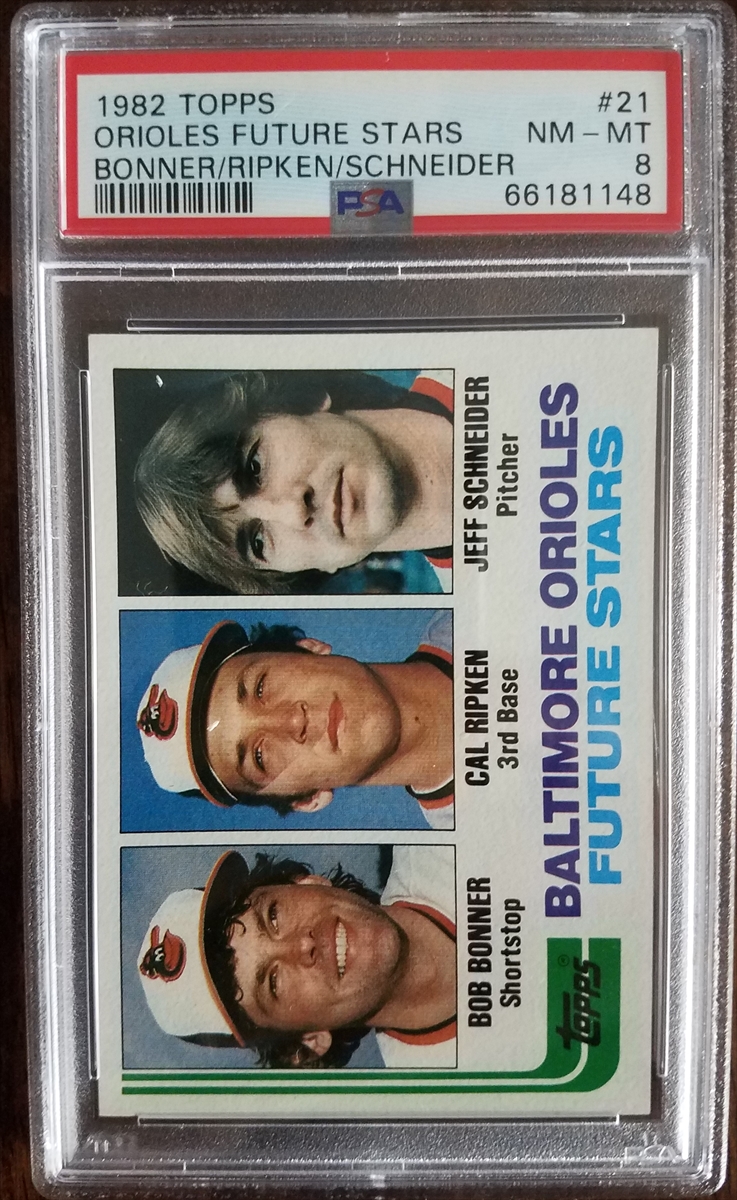 1982 TOPPS #21
ORIOLES FUTURE STARS NM - MT
BONNER/RIPKEN/SCHNEIDER 8
PSA 66181148
BOB BONNER
Shortstop
CAL RIPKEN
3rd Base
JEFF SCHNEIDER
Pitcher
topps®
BALTIMORE ORIOLES
FUTURE STARS